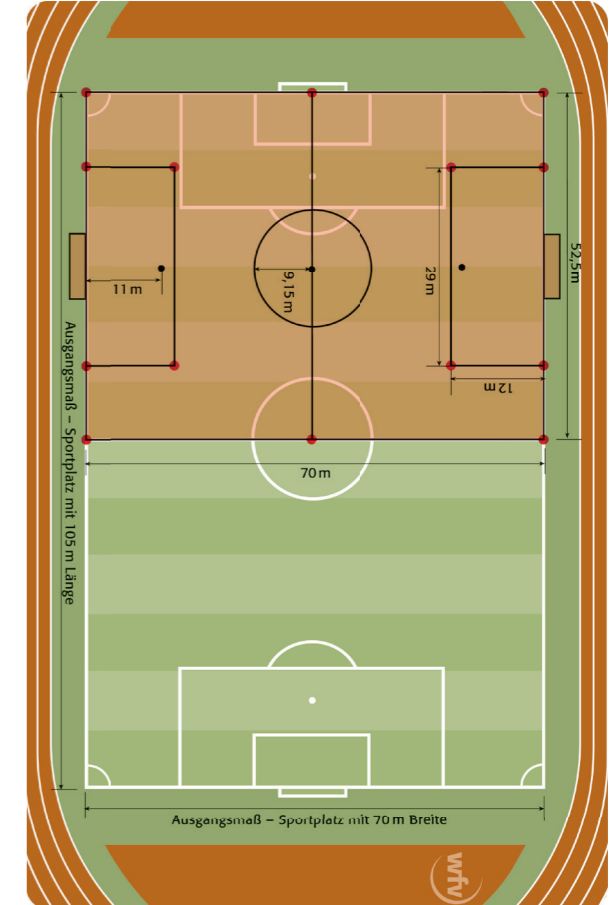 52,5 m
11 m
9,15 m
29 m
12 m
70 m
Ausgangsmaß – Sportplatz mit 105 m Länge
Ausgangsmaß – Sportplatz mit 70 m Breite
wfv